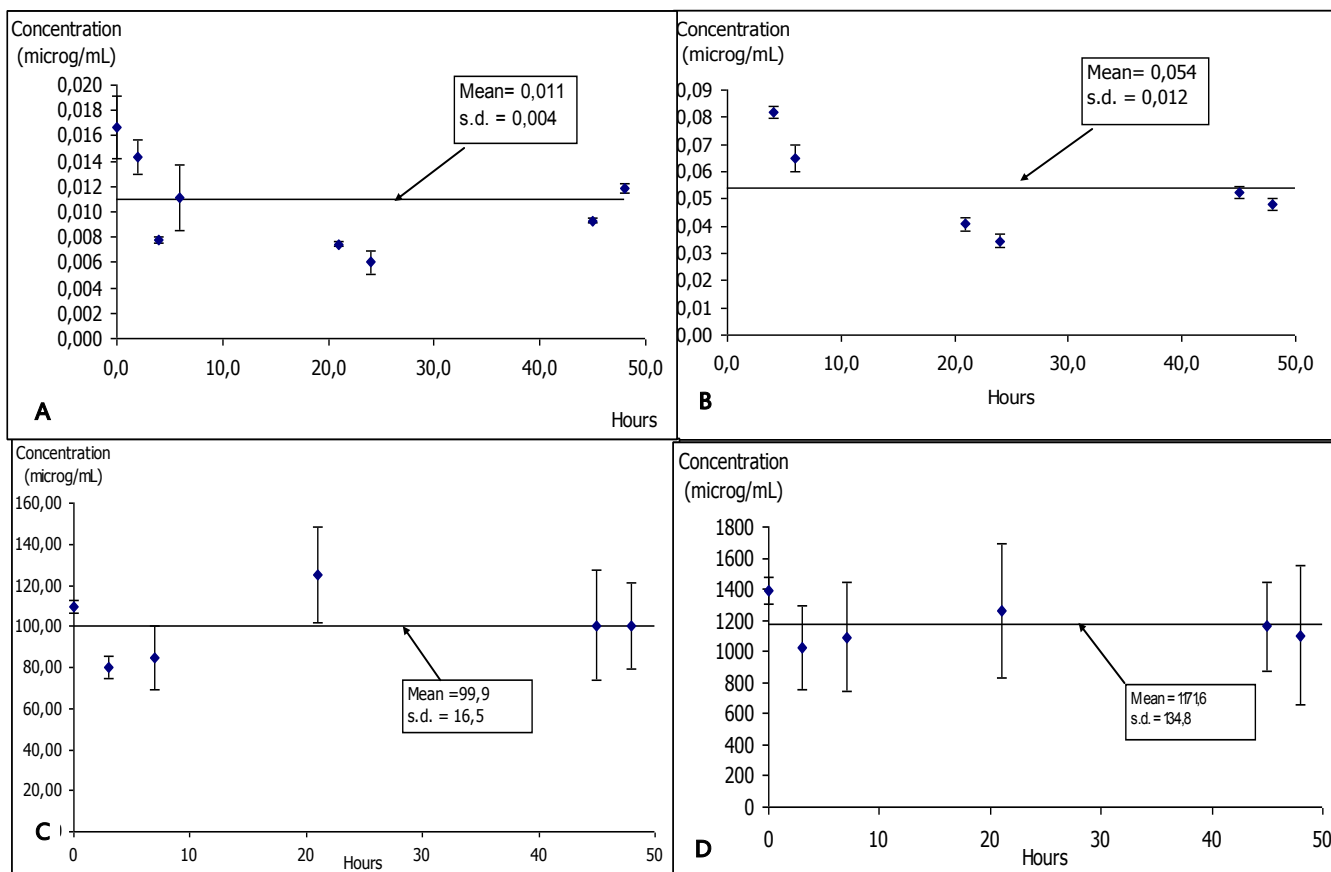 Concentration
(microg/mL)
0,020
0,018
0,016
0,014
0,012
0,010
0,008
0,006
0,004
0,002
0,000
Mean= 0,011
s.d. = 0,004
0,0 10,0 20,0 30,0 40,0 50,0
Hours
A
Concentration
(microg/mL)
0,09
0,08
0,07
0,06
0,05
0,04
0,03
0,02
0,01
0,00
Mean= 0,054
s.d. = 0,012
0,0 10,0 20,0 30,0 40,0 50,0
Hours
B
Concentration
(microg/mL)
160,00
140,00
120,00
100,00
80,00
60,00
40,00
20,00
Mean =99,9
s.d. = 16,5
0 10 20 30 40 50
Hours
C
Concentration
(microg/mL)
1800
1600
1400
1200
1000
800
600
400
200
0
Mean = 1171,6
s.d. = 134,8
0 10 20 30 40 50
Hours
D